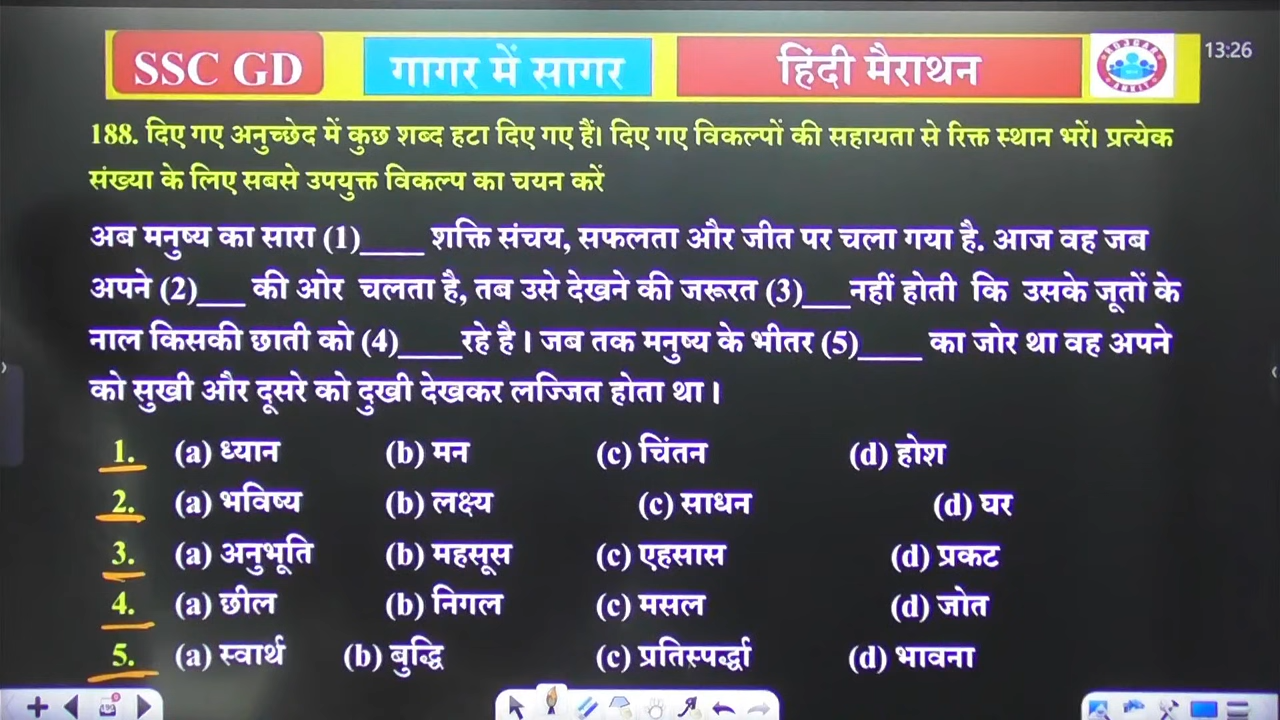 SSC GD गागर में सागर हिंदी मैराथन
13:26
188. दिए गए अनुच्छेद में कुछ शब्द हटा दिए गए हैं। दिए गए विकल्पों की सहायता से रिक्त स्थान भरें। प्रत्येक
संख्या के लिए सबसे उपयुक्त विकल्प का चयन करें
अब मनुष्य का सारा (1)____ शक्ति संचय, सफलता और जीत पर चला गया है. आज वह जब
अपने (2)___ की ओर चलता है, तब उसे देखने की जरूरत (3)___नहीं होती कि उसके जूतों के
नाल किसकी छाती को (4)____रहे है। जब तक मनुष्य के भीतर (5)____ का जोर था वह अपने
को सुखी और दूसरे को दुखी देखकर लज्जित होता था।
1. (a) ध्यान (b) मन (c) चिंतन (d) होश
2. (a) भविष्य (b) लक्ष्य (c) साधन (d) घर
3. (a) अनुभूति (b) महसूस (c) एहसास (d) प्रकट
4. (a) छील (b) निगल (c) मसल (d) जोत
5. (a) स्वार्थ (b) बुद्धि (c) प्रतिस्पर्द्धा (d) भावना